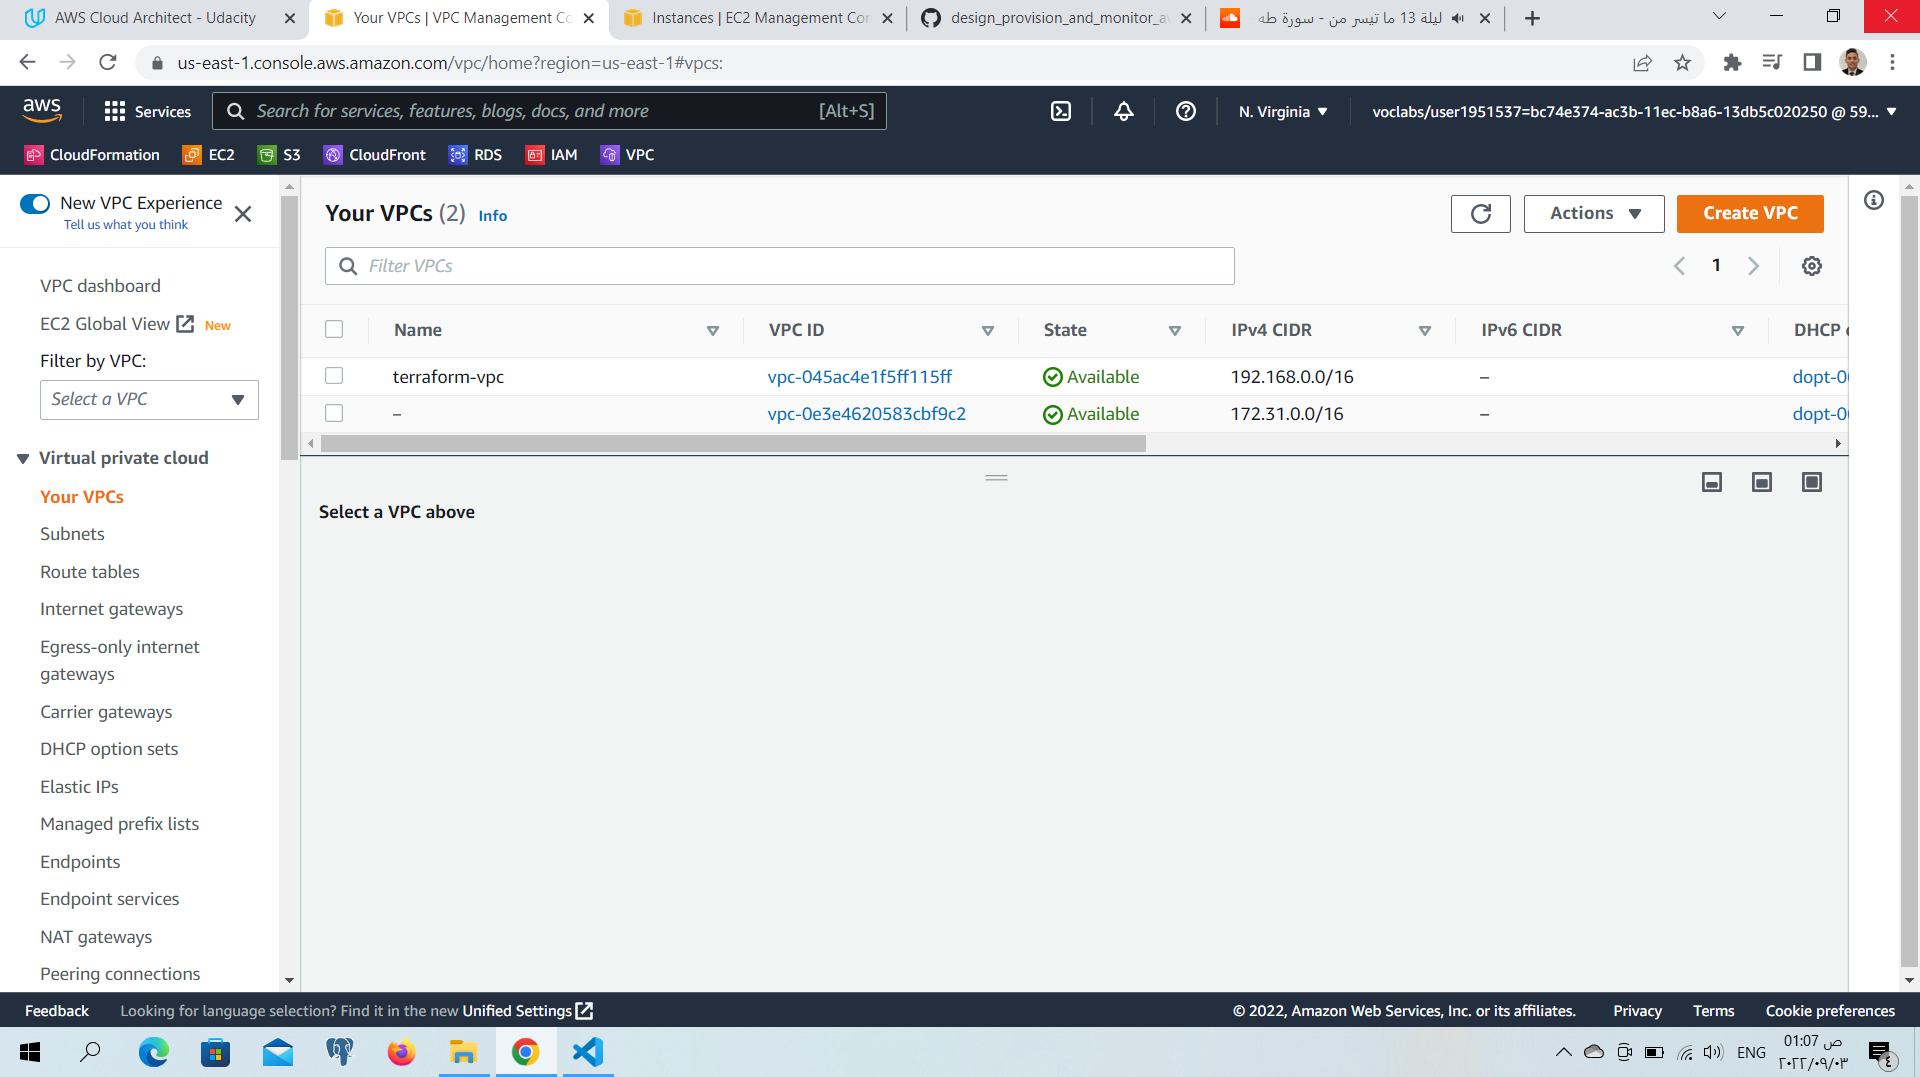 AWS Cloud Architect - Udacity
Your VPCs | VPC Management Co
Instances | EC2 Management Con
design_provision_and_monitor_a
ليلة 13 ما تيسر من - سورة طه
us-east-1.console.aws.amazon.com/vpc/home?region=us-east-1#vpcs:
aws
Services
Search for services, features, blogs, docs, and more
[Alt+S]
N. Virginia
voclabs/user1951537=bc74e374-ac3b-11ec-b8a6-13db5c020250 @ 59...
CloudFormation
EC2
S3
CloudFront
RDS
IAM
VPC
New VPC Experience
Tell us what you think
VPC dashboard
EC2 Global View
New
Filter by VPC:
Select a VPC
Virtual private cloud
Your VPCs
Subnets
Route tables
Internet gateways
Egress-only internet
gateways
Carrier gateways
DHCP option sets
Elastic IPs
Managed prefix lists
Endpoints
Endpoint services
NAT gateways
Peering connections
Your VPCs (2) Info
Actions
Create VPC
Filter VPCs
1
Name
VPC ID
State
IPv4 CIDR
IPv6 CIDR
DHCP
terraform-vpc
vpc-045ac4e1f5ff115ff
Available
192.168.0.0/16
–
dopt-0
–
vpc-0e3e4620583cbf9c2
Available
172.31.0.0/16
–
dopt-0
Select a VPC above
Feedback
Looking for language selection? Find it in the new Unified Settings
© 2022, Amazon Web Services, Inc. or its affiliates.
Privacy
Terms
Cookie preferences
ENG
01:07 ص
٢٠٢٢/٠٩/٠٣
٤